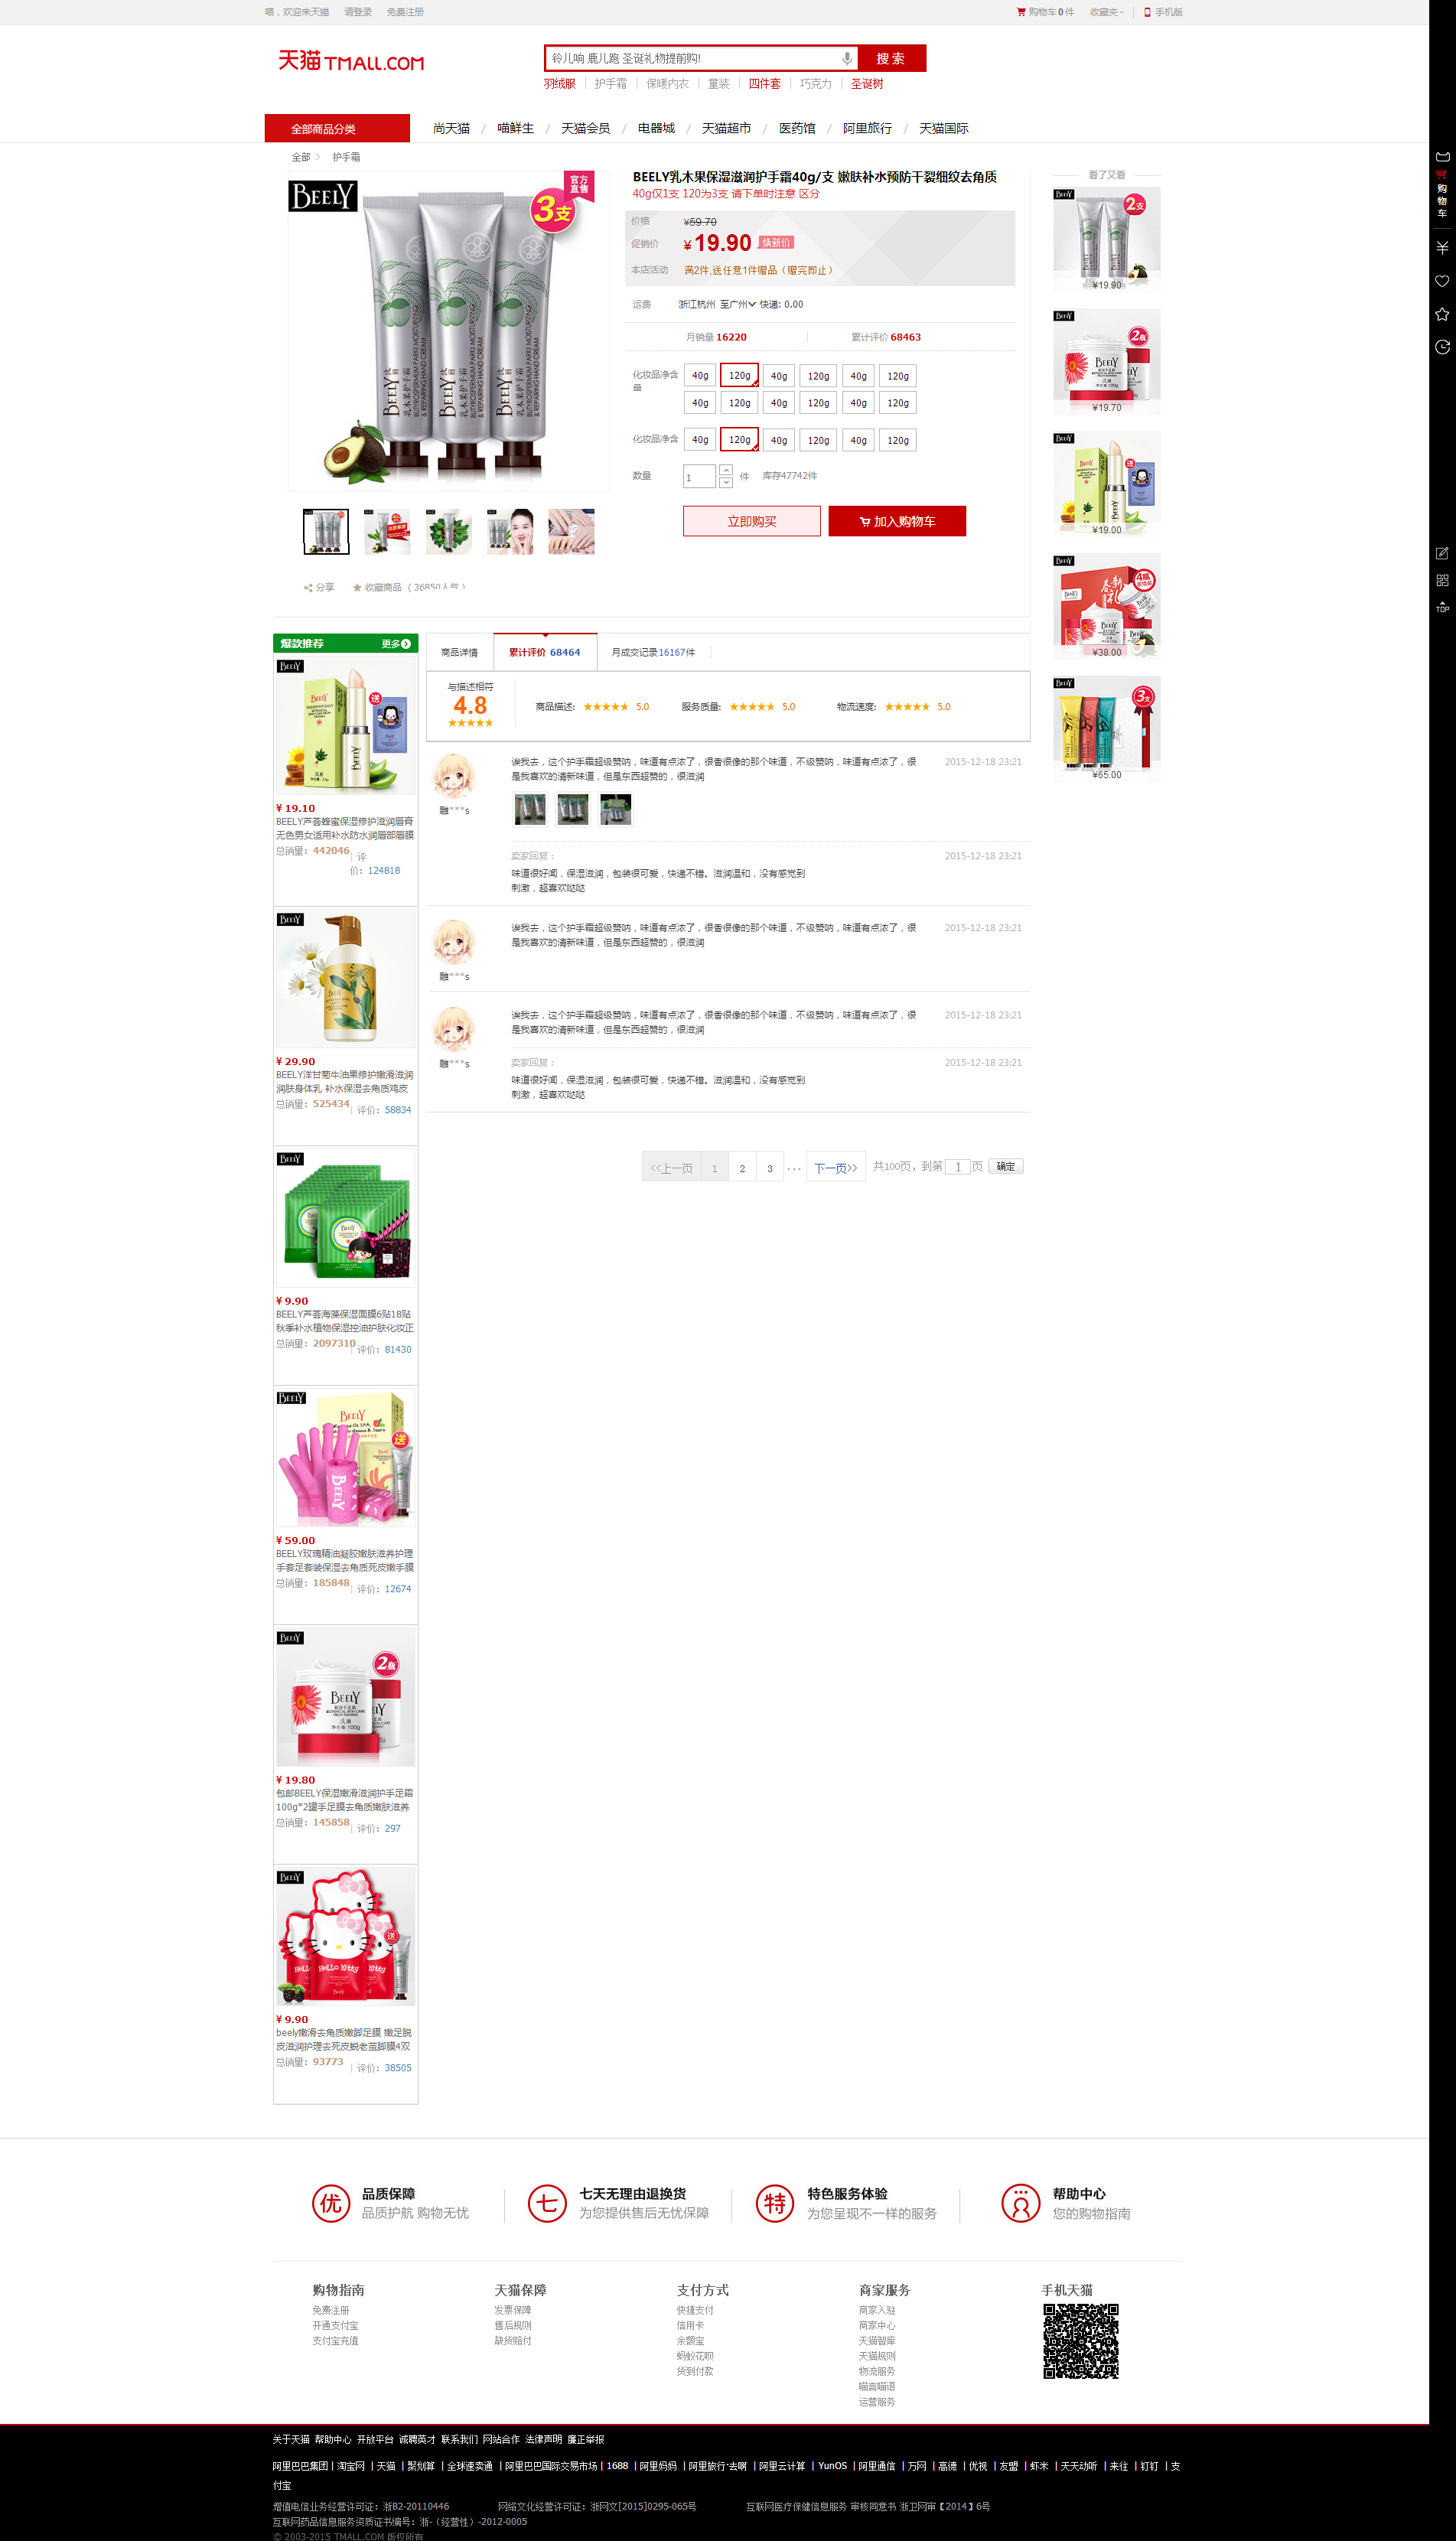 喵，欢迎来天猫 请登录 免费注册
购物车0件 收藏夹 手机版
天猫 TMALL.COM
铃儿响 鹿儿跑 圣诞礼物提前购!
搜索
羽绒服 护手霜 保暖内衣 童装 四件套 巧克力 圣诞树
全部商品分类
尚天猫 / 喵鲜生 / 天猫会员 / 电器城 / 天猫超市 / 医药馆 / 阿里旅行 / 天猫国际
全部 > 护手霜
BEELY
官方直售
3支
BEELY乳木果保湿滋润护手霜40g/支 嫩肤补水预防干裂细纹去角质
40g仅1支 120为3支 请下单时注意 区分
价格 ¥59.70
促销价 ¥19.90 焕新价
本店活动 满2件,送任意1件赠品（赠完即止）
运费 浙江杭州 至广州 快递: 0.00
月销量 16220 累计评价 68463
化妆品净含量 40g 120g 40g 120g 40g 120g
40g 120g 40g 120g 40g 120g
化妆品净含 40g 120g 40g 120g 40g 120g
数量 1 件 库存47742件
立即购买 加入购物车
分享 收藏商品
看了又看
BEELY
2支
¥19.90
BEELY
2瓶
¥19.70
BEELY
送
¥19.00
BEELY
4瓶
¥38.00
BEELY
3支
¥65.00
购物车
TOP
爆款推荐 更多
BEELY
送
¥ 19.10
BEELY芦荟蜂蜜保湿修护滋润唇膏
无色男女适用补水防水润唇部唇膜
总销量：442046 | 评
价：124818
BEELY
¥ 29.90
BEELY洋甘菊牛油果修护嫩滑滋润
润肤身体乳 补水保湿去角质鸡皮
总销量：525434 | 评价：58834
BEELY
¥ 9.90
BEELY芦荟海藻保湿面膜6贴18贴
秋季补水植物保湿控油护肤化妆正
总销量：2097310 | 评价：81430
BEELY
送
¥ 59.00
BEELY玫瑰精油凝胶嫩肤滋养护理
手套足套装保湿去角质死皮嫩手膜
总销量：185848 | 评价：12674
BEELY
2瓶
¥ 19.80
包邮BEELY保湿嫩滑滋润护手足霜
100g*2罐手足膜去角质嫩肤滋养
总销量：145858 | 评价：297
BEELY
HELLO kitty
送
¥ 9.90
beely嫩滑去角质嫩脚足膜 嫩足脱
皮滋润护理去死皮蜕老茧脚膜4双
总销量：93773 | 评价：38505
商品详情 累计评价 68464 月成交记录16167件
与描述相符
4.8
商品描述: 5.0 服务质量: 5.0 物流速度: 5.0
诶我去，这个护手霜超级赞呐，味道有点浓了，很香很像的那个味道，不级赞呐，味道有点浓了，很
是我喜欢的清新味道，但是东西超赞的，很滋润
2015-12-18 23:21
雕***s
卖家回复：
2015-12-18 23:21
味道很好闻，保湿滋润，包装很可爱，快递不错。滋润温和，没有感觉到
刺激，超喜欢哒哒
诶我去，这个护手霜超级赞呐，味道有点浓了，很香很像的那个味道，不级赞呐，味道有点浓了，很
是我喜欢的清新味道，但是东西超赞的，很滋润
2015-12-18 23:21
雕***s
诶我去，这个护手霜超级赞呐，味道有点浓了，很香很像的那个味道，不级赞呐，味道有点浓了，很
是我喜欢的清新味道，但是东西超赞的，很滋润
2015-12-18 23:21
雕***s
卖家回复：
2015-12-18 23:21
味道很好闻，保湿滋润，包装很可爱，快递不错。滋润温和，没有感觉到
刺激，超喜欢哒哒
<<上一页 1 2 3 ... 下一页>> 共100页，到第 1 页 确定
优 品质保障
品质护航 购物无忧
七 七天无理由退换货
为您提供售后无忧保障
特 特色服务体验
为您呈现不一样的服务
帮助中心
您的购物指南
购物指南
免费注册
开通支付宝
支付宝充值
天猫保障
发票保障
售后规则
缺货赔付
支付方式
快捷支付
信用卡
余额宝
蚂蚁花呗
货到付款
商家服务
商家入驻
商家中心
天猫智库
天猫规则
物流服务
喵言喵语
运营服务
手机天猫
关于天猫 帮助中心 开放平台 诚聘英才 联系我们 网站合作 法律声明 廉正举报
阿里巴巴集团 | 淘宝网 | 天猫 | 聚划算 | 全球速卖通 | 阿里巴巴国际交易市场 | 1688 | 阿里妈妈 | 阿里旅行·去啊 | 阿里云计算 | YunOS | 阿里通信 | 万网 | 高德 | 优视 | 友盟 | 虾米 | 天天动听 | 来往 | 钉钉 | 支
付宝
增值电信业务经营许可证：浙B2-20110446 网络文化经营许可证：浙网文[2015]0295-065号 互联网医疗保健信息服务 审核同意书 浙卫网审【2014】6号
互联网药品信息服务资质证书编号：浙-（经营性）-2012-0005
© 2003-2015 TMALL.COM 版权所有